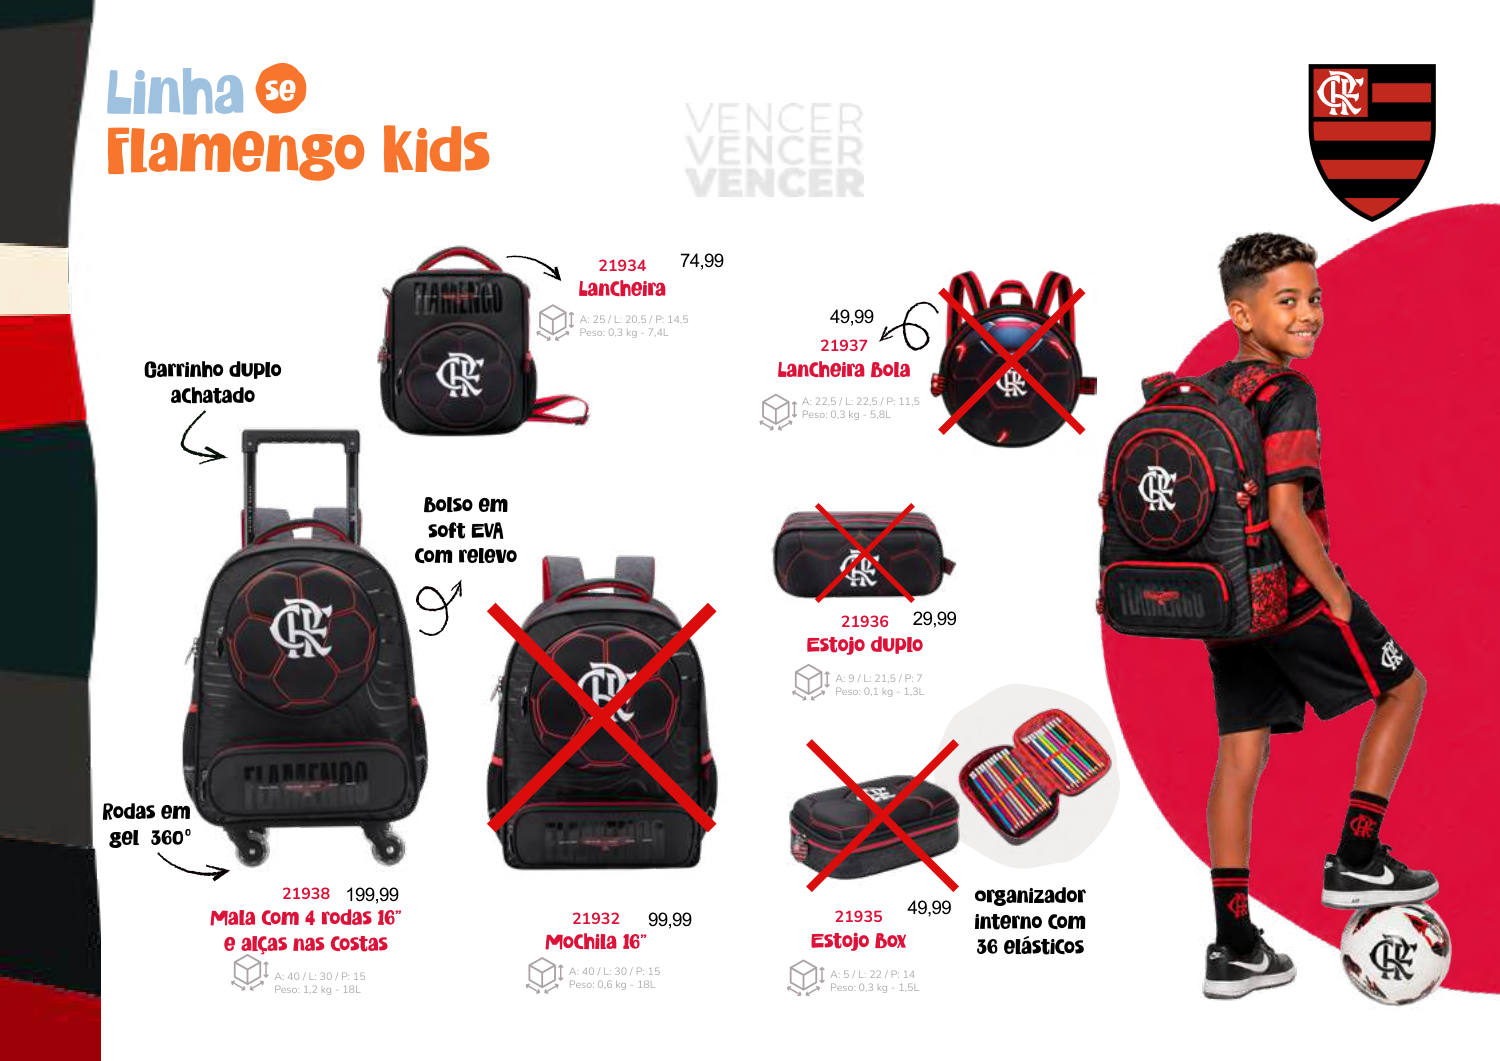 Linha se
Flamengo kids
VENCER
VENCER
VENCER
21934 74,99
Lancheira
A: 25 / L: 20,5 / P: 14,5
Peso: 0,3 kg - 7,4L
FLAMENGO
49,99
21937
Lancheira Bola
A: 22,5 / L: 22,5 / P: 11,5
Peso: 0,3 kg - 5,8L
Carrinho duplo
achatado
Bolso em
soft EVA
com relevo
21936 29,99
Estojo duplo
A: 9 / L: 21,5 / P: 7
Peso: 0,1 kg - 1,3L
FLAMENGO
FLAMENGO
FLAMENGO
Rodas em
gel 360°
21938 199,99
Mala com 4 rodas 16"
e alças nas costas
A: 40 / L: 30 / P: 15
Peso: 1,2 kg - 18L
21932 99,99
Mochila 16"
A: 40 / L: 30 / P: 15
Peso: 0,6 kg - 18L
21935 49,99
Estojo Box
A: 5 / L: 22 / P: 14
Peso: 0,3 kg - 1,5L
organizador
interno com
36 elásticos